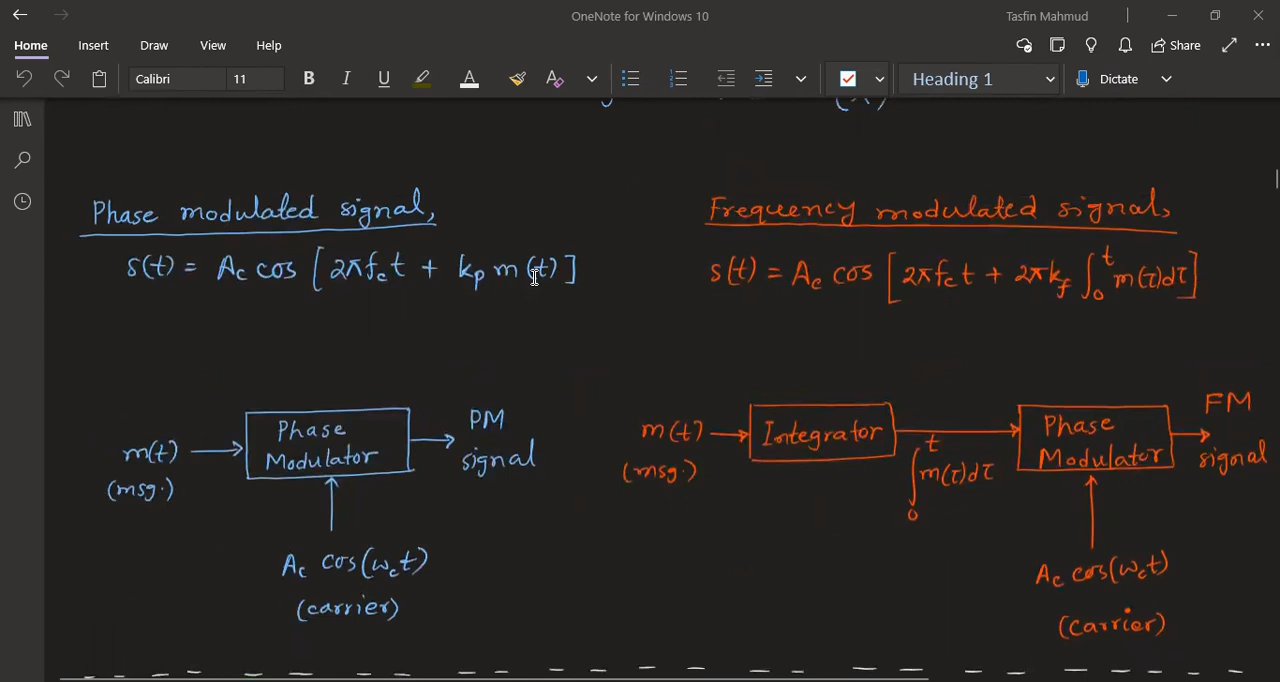 OneNote for Windows 10
Tasfin Mahmud
Home Insert Draw View Help
Share
Calibri 11 B I U A A Heading 1 Dictate
Phase modulated signal,
s(t) = Ac cos [2πfct + kp m(t)]
Frequency modulated signal,
s(t) = Ac cos [2πfct + 2πkf ∫₀ᵗ m(τ)dτ]
m(t)
(msg.)
Phase
Modulator
PM
signal
Ac cos(ωct)
(carrier)
m(t)
(msg.)
Integrator
∫₀ᵗ m(τ)dτ
Phase
Modulator
FM
signal
Ac cos(ωct)
(carrier)